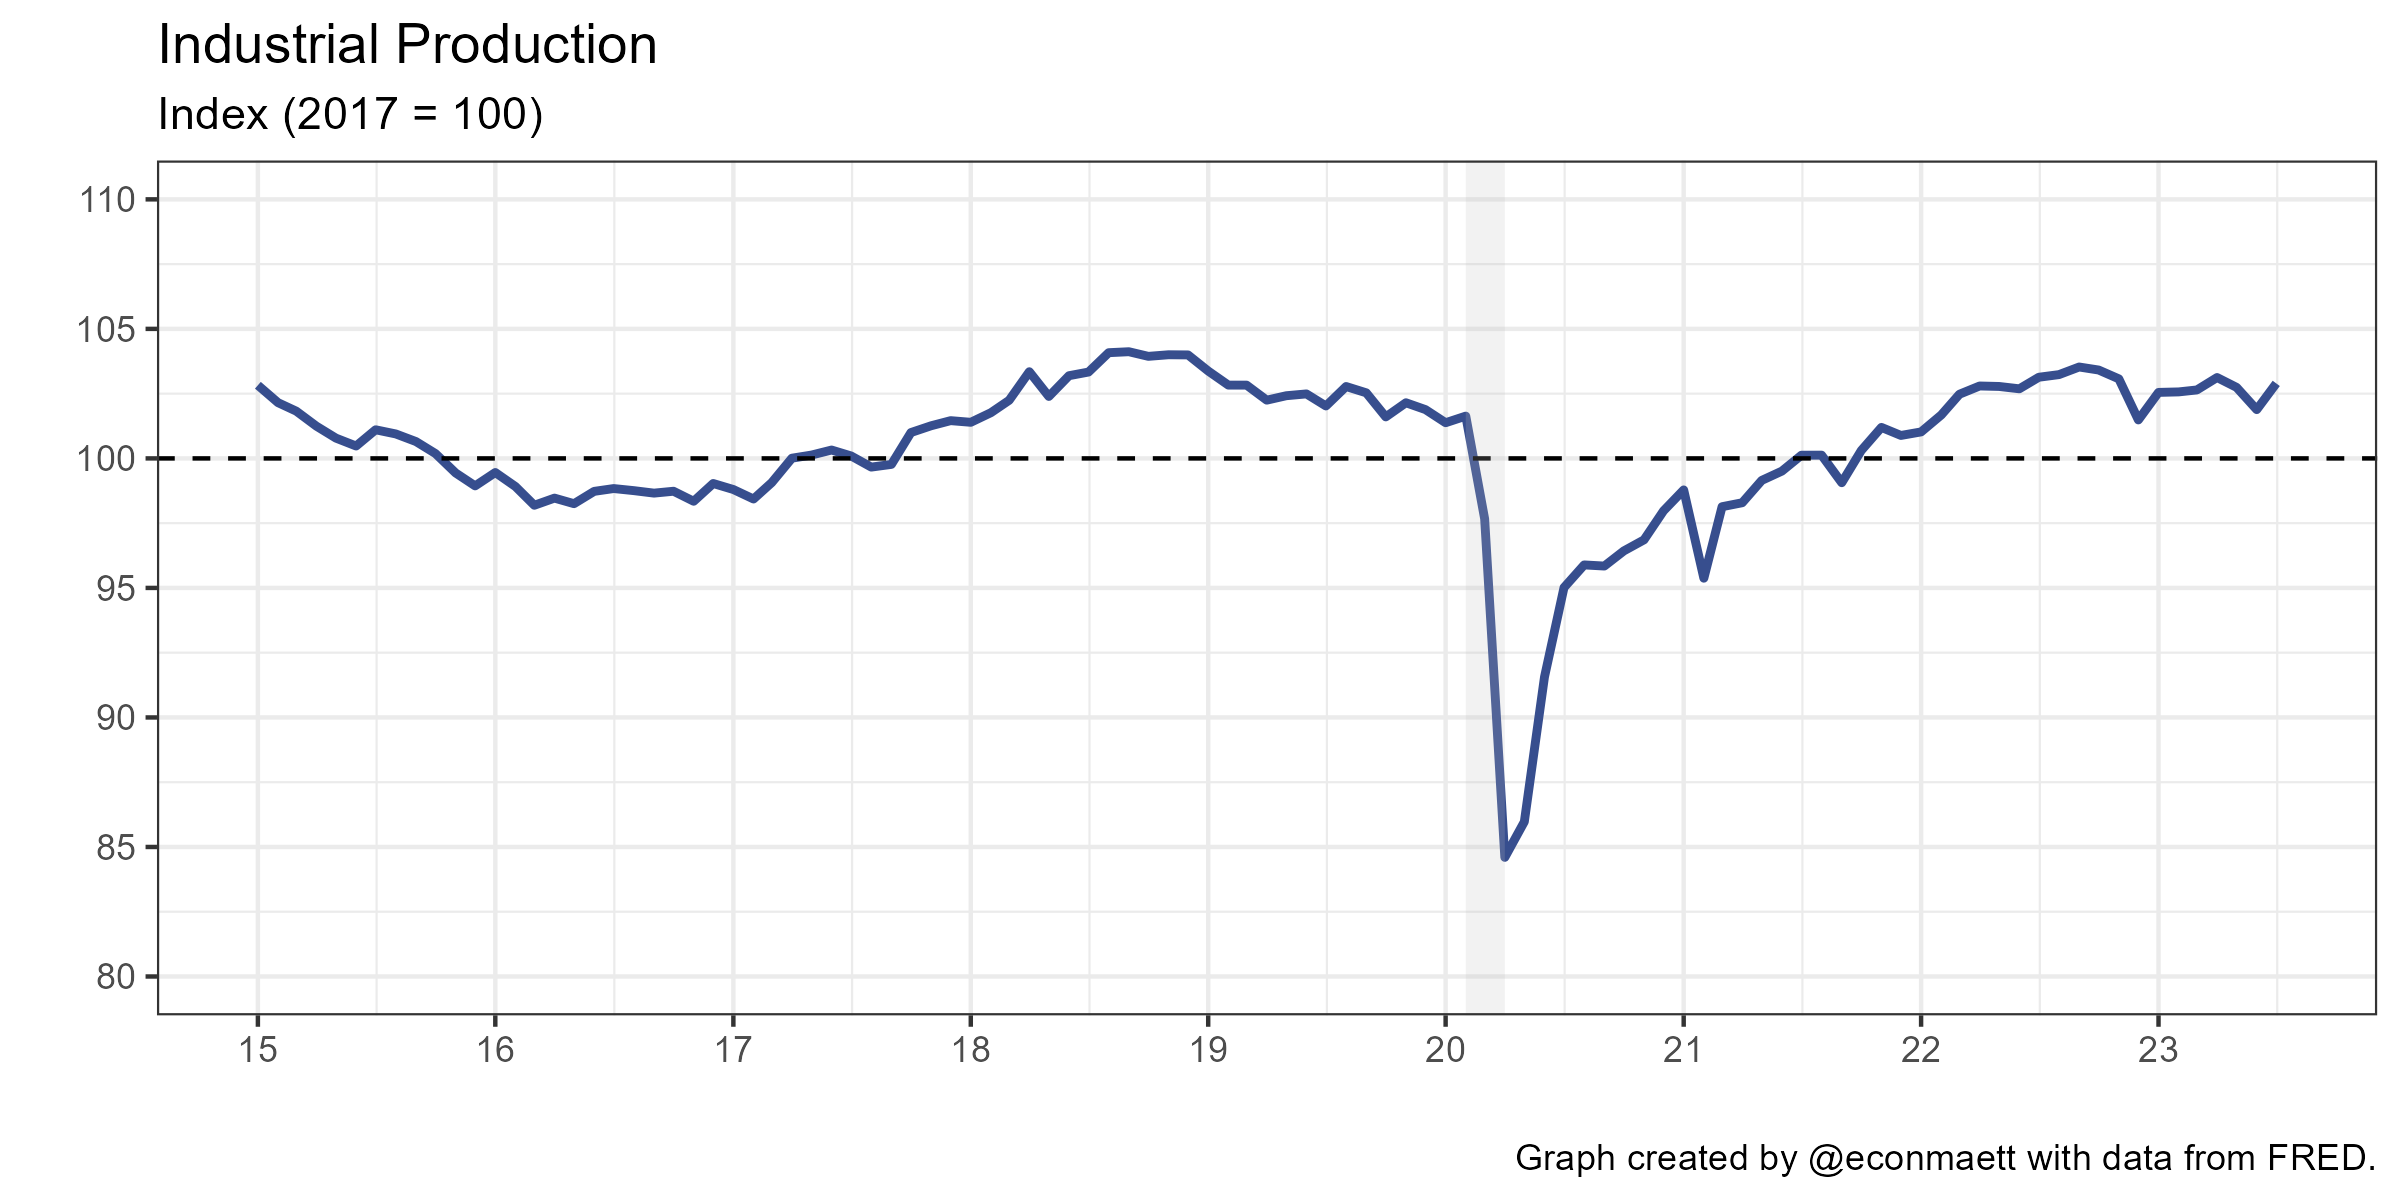 Industrial Production
Index (2017 = 100)
110
105
100
95
90
85
80
15 16 17 18 19 20 21 22 23
Graph created by @econmaett with data from FRED.